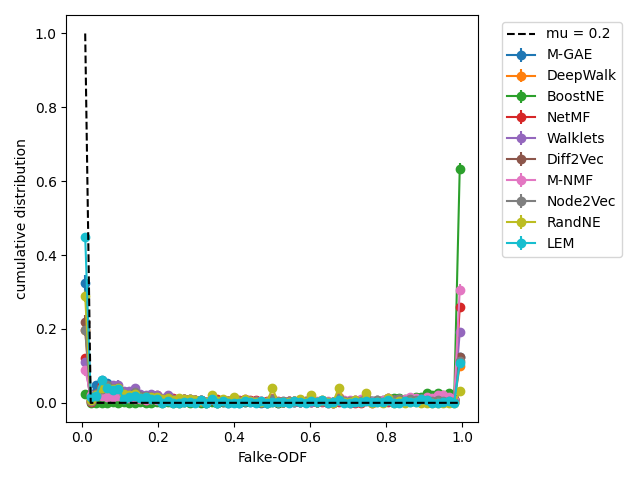 1.0
0.8
0.6
0.4
0.2
0.0
cumulative distribution
0.0 0.2 0.4 0.6 0.8 1.0
Falke-ODF
mu = 0.2
M-GAE
DeepWalk
BoostNE
NetMF
Walklets
Diff2Vec
M-NMF
Node2Vec
RandNE
LEM